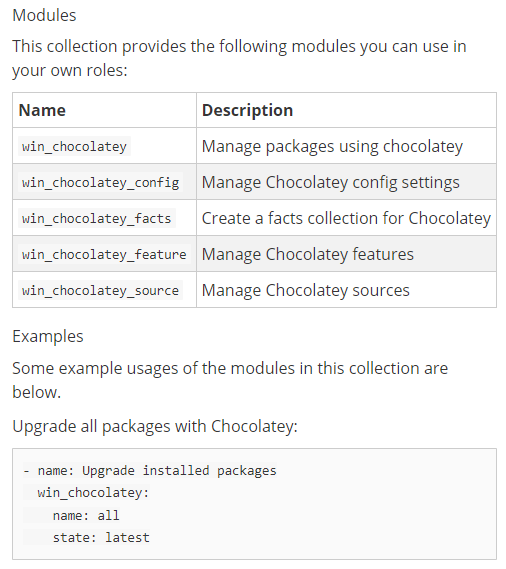 Modules
This collection provides the following modules you can use in
your own roles:
Name Description
win_chocolatey Manage packages using chocolatey
win_chocolatey_config Manage Chocolatey config settings
win_chocolatey_facts Create a facts collection for Chocolatey
win_chocolatey_feature Manage Chocolatey features
win_chocolatey_source Manage Chocolatey sources
Examples
Some example usages of the modules in this collection are
below.
Upgrade all packages with Chocolatey:
- name: Upgrade installed packages
  win_chocolatey:
    name: all
    state: latest